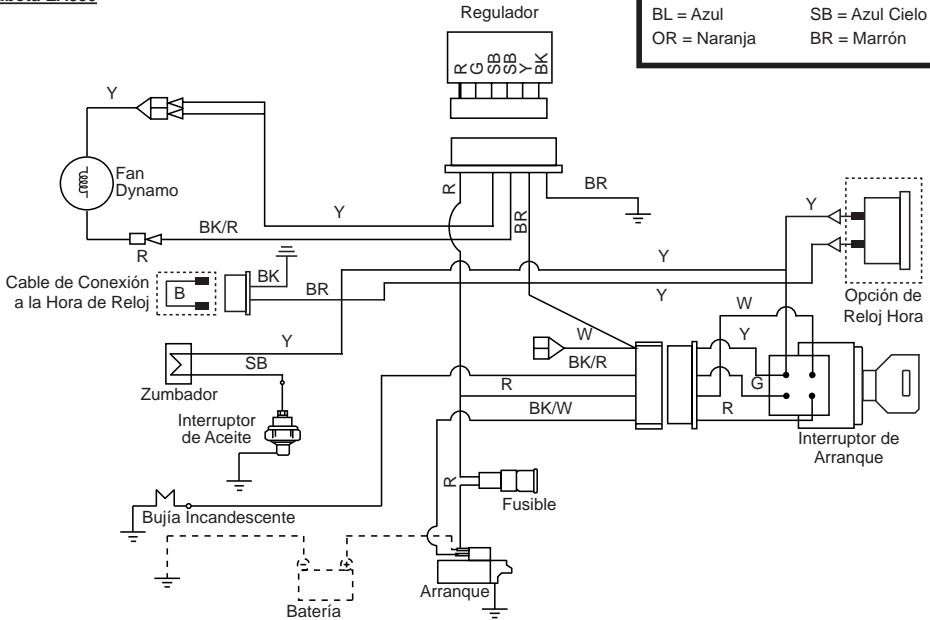 Regulador
BL = Azul
SB = Azul Cielo
OR = Naranja
BR = Marrón
R
G
SB
SB
Y
BK
Y
Fan
Dynamo
R
BR
BR
Y
BK/R
R
Y
Cable de Conexión
a la Hora de Reloj
B
BK
BR
Y
Y
Opción de
Reloj Hora
W
W
Y
BK/R
Y
SB
Zumbador
R
G
BK/W
R
Interruptor
de Aceite
Interruptor de
Arranque
R
Fusible
Bujía Incandescente
-
+
Arranque
Batería